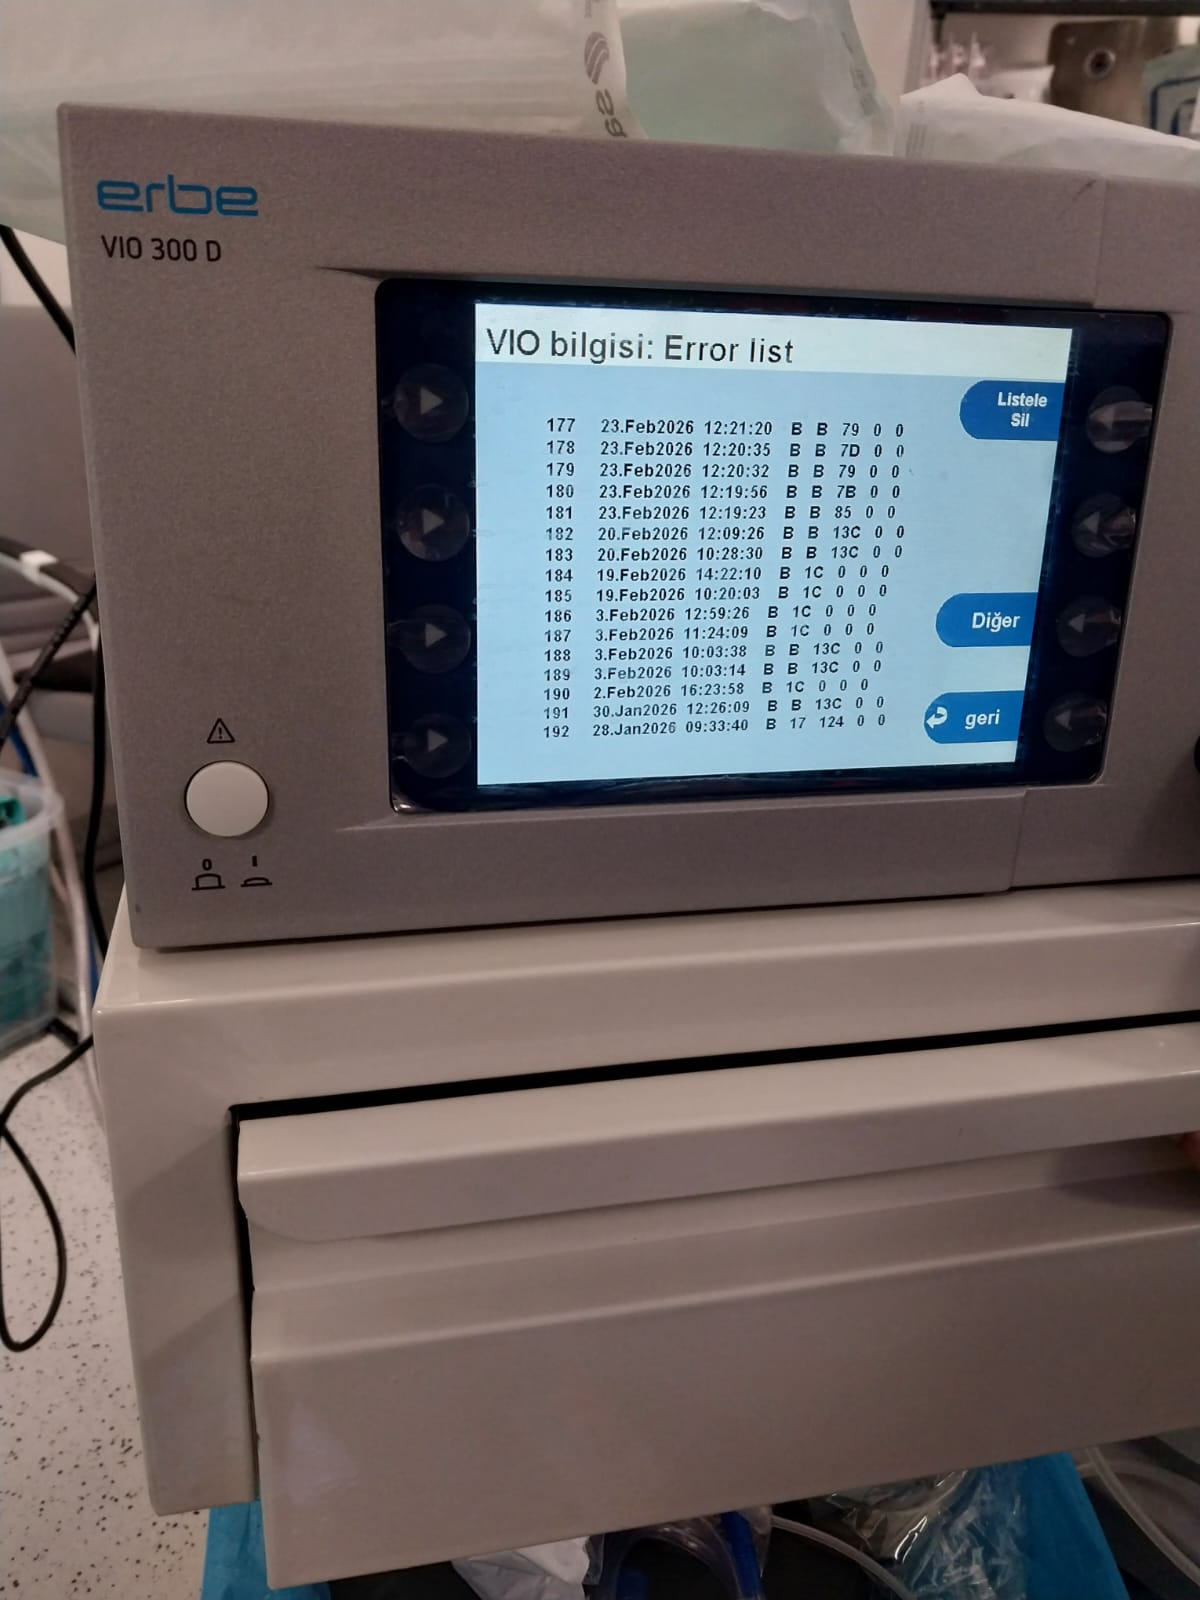 erbe
VIO 300 D
VIO bilgisi: Error list
Listele
Sil
177 23.Feb2026 12:21:20 B B 79 0 0
178 23.Feb2026 12:20:35 B B 7D 0 0
179 23.Feb2026 12:20:32 B B 79 0 0
180 23.Feb2026 12:19:56 B B 7B 0 0
181 23.Feb2026 12:19:23 B B 85 0 0
182 20.Feb2026 12:09:26 B B 13C 0 0
183 20.Feb2026 10:28:30 B B 13C 0 0
184 19.Feb2026 14:22:10 B 1C 0 0 0
185 19.Feb2026 10:20:03 B 1C 0 0 0
186 3.Feb2026 12:59:26 B 1C 0 0 0
187 3.Feb2026 11:24:09 B 1C 0 0 0
188 3.Feb2026 10:03:38 B B 13C 0 0
189 3.Feb2026 10:03:14 B B 13C 0 0
190 2.Feb2026 16:23:58 B 1C 0 0 0
191 30.Jan2026 12:26:09 B B 13C 0 0
192 28.Jan2026 09:33:40 B 17 124 0 0
Diğer
geri
0 I